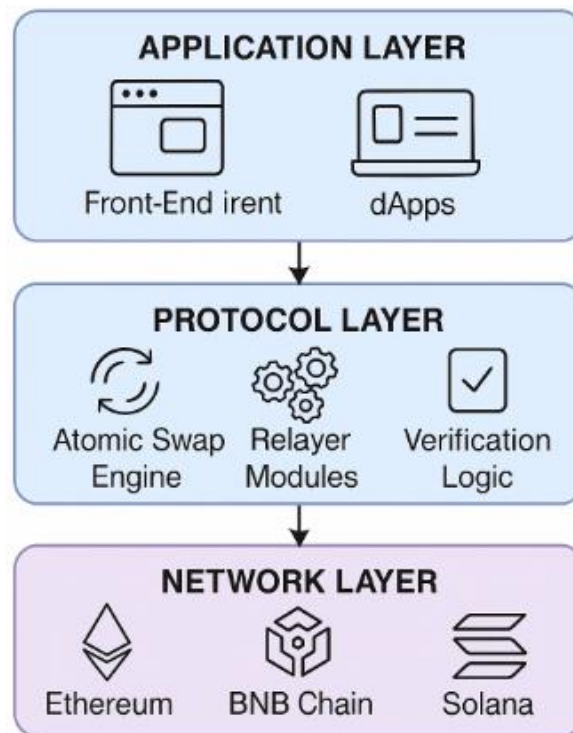 APPLICATION LAYER
Front-End irent
dApps
PROTOCOL LAYER
Atomic Swap
Engine
Relayer
Modules
Verification
Logic
NETWORK LAYER
Ethereum
BNB Chain
Solana